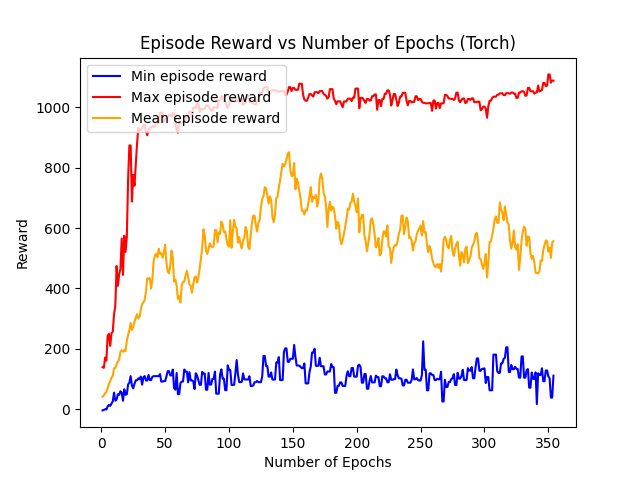 Episode Reward vs Number of Epochs (Torch)
Min episode reward
Max episode reward
Mean episode reward
Reward
1000
800
600
400
200
0
0 50 100 150 200 250 300 350
Number of Epochs